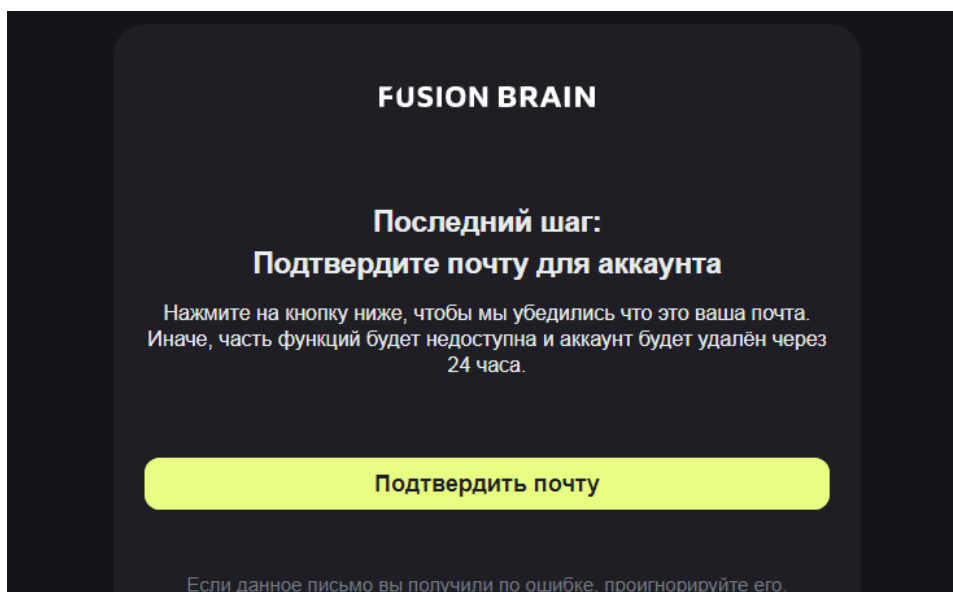 FUSION BRAIN
Последний шаг:
Подтвердите почту для аккаунта
Нажмите на кнопку ниже, чтобы мы убедились что это ваша почта.
Иначе, часть функций будет недоступна и аккаунт будет удалён через
24 часа.
Подтвердить почту
Если данное письмо вы получили по ошибке, проигнорируйте его.